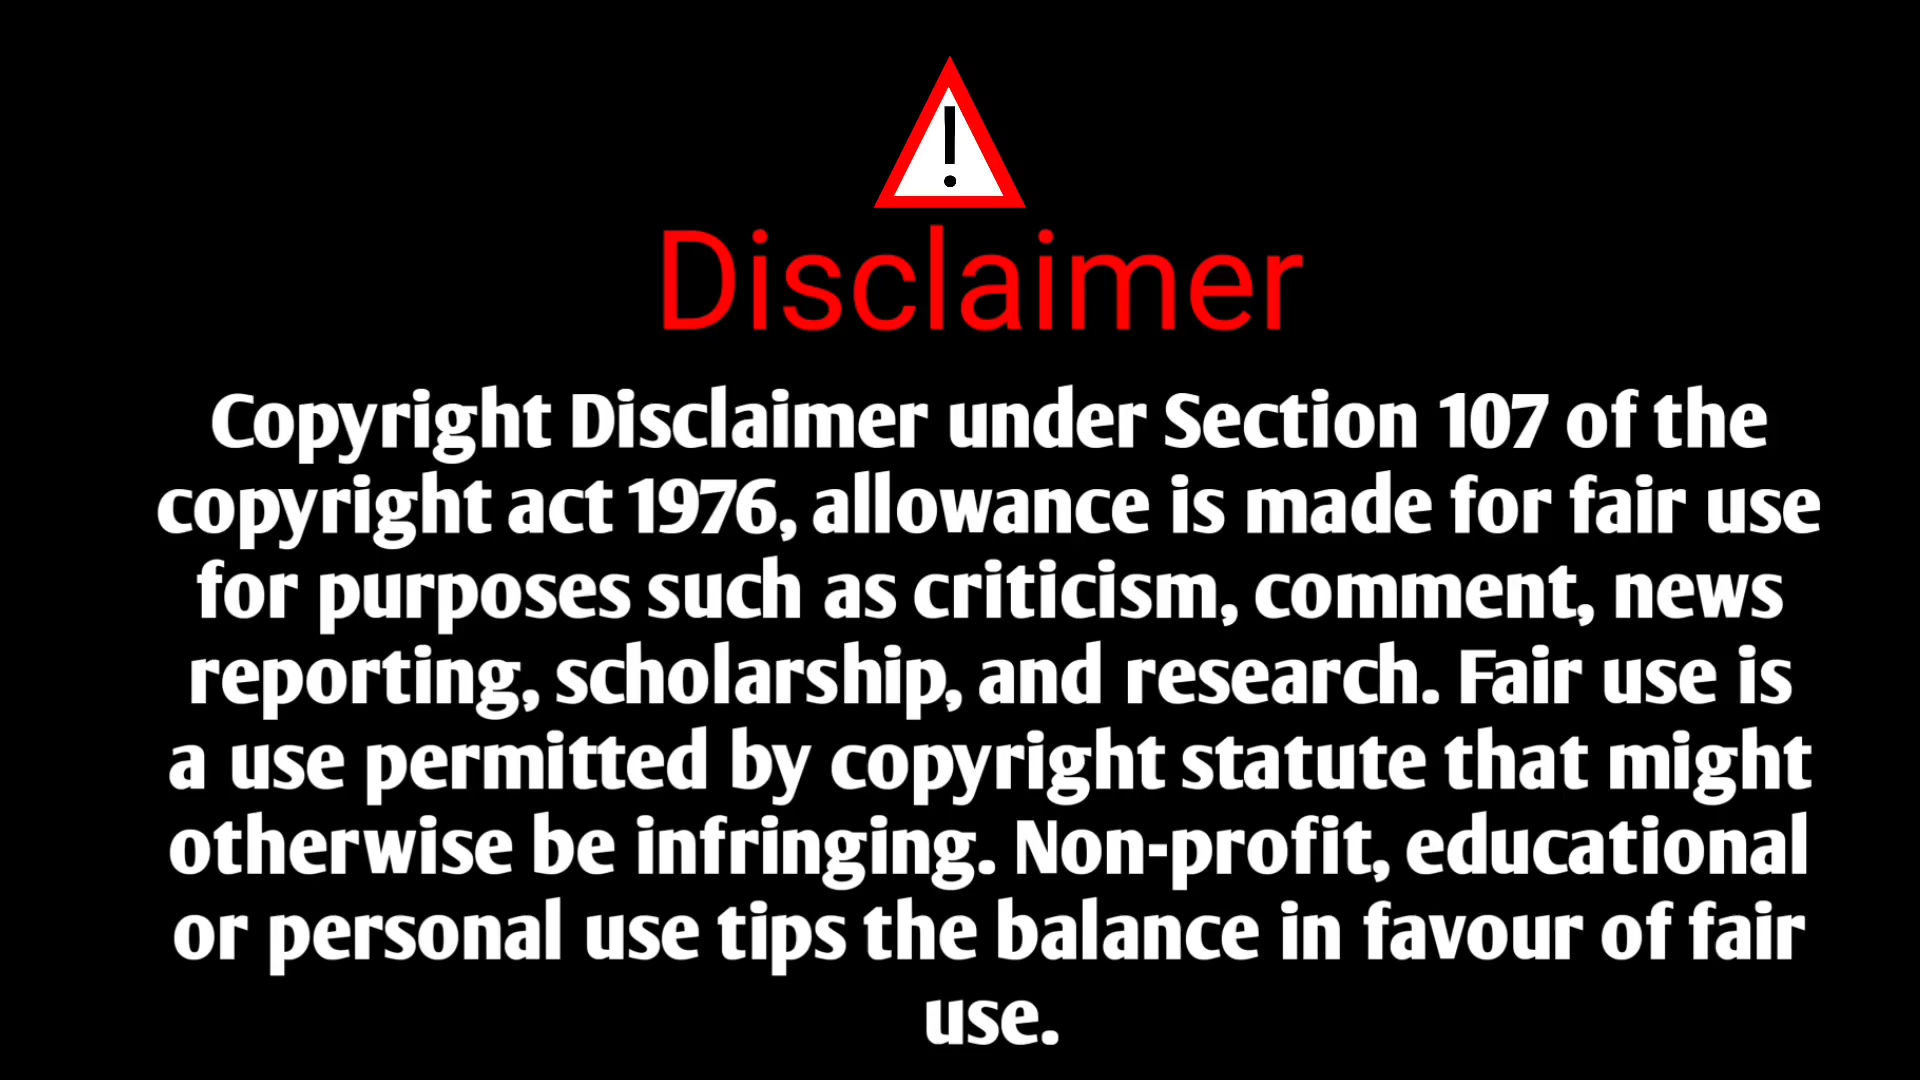 Disclaimer
Copyright Disclaimer under Section 107 of the
copyright act 1976, allowance is made for fair use
for purposes such as criticism, comment, news
reporting, scholarship, and research. Fair use is
a use permitted by copyright statute that might
otherwise be infringing. Non-profit, educational
or personal use tips the balance in favour of fair
use.